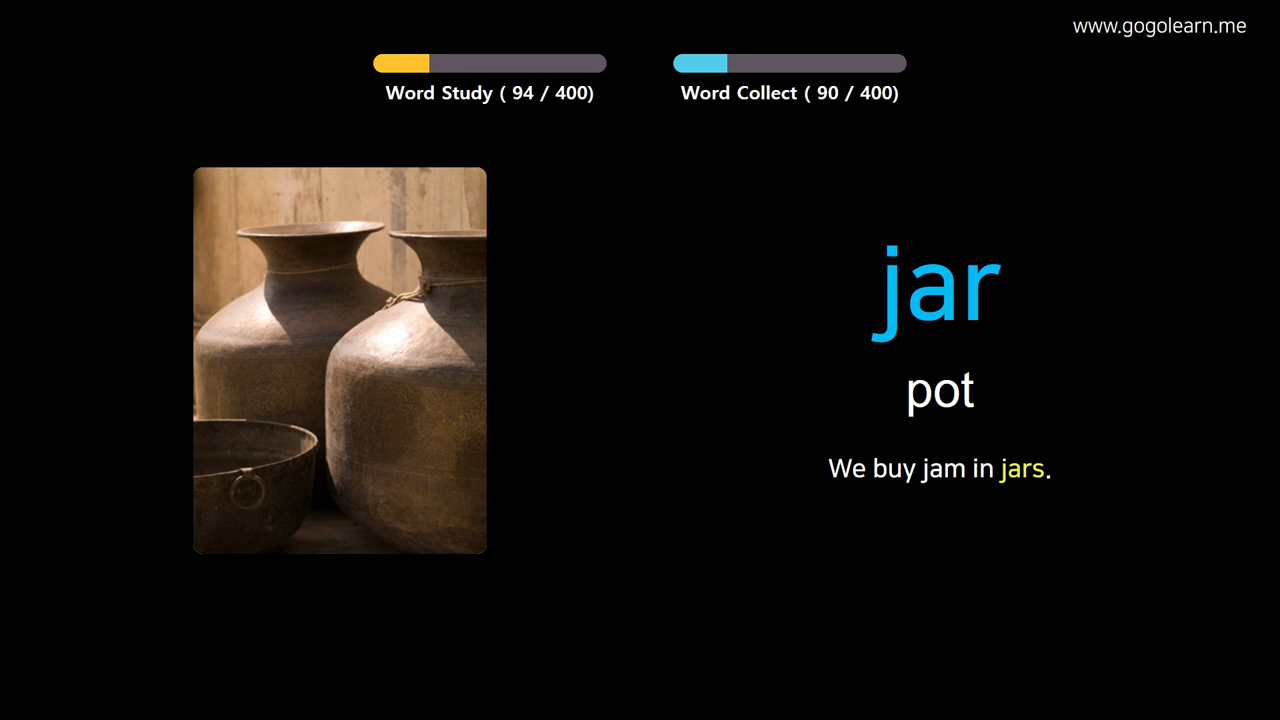 www.gogolearn.me
Word Study ( 94 / 400)
Word Collect ( 90 / 400)
jar
pot
We buy jam in jars.